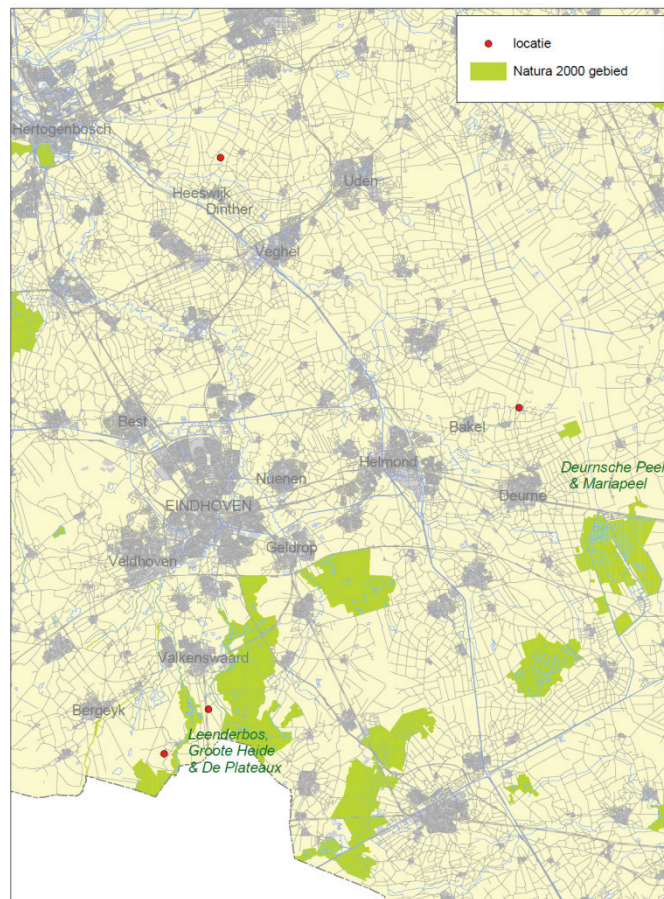 locatie
Natura 2000 gebied
Hertogenbosch
Heeswijk
Dinther
Uden
Veghel
Best
Bakel
Helmond
Nuenen
Deurne
Deurnsche Peel
& Mariapeel
EINDHOVEN
Geldrop
Veldhoven
Valkenswaard
Bergeyk
Leenderbos,
Groote Heide
& De Plateaux